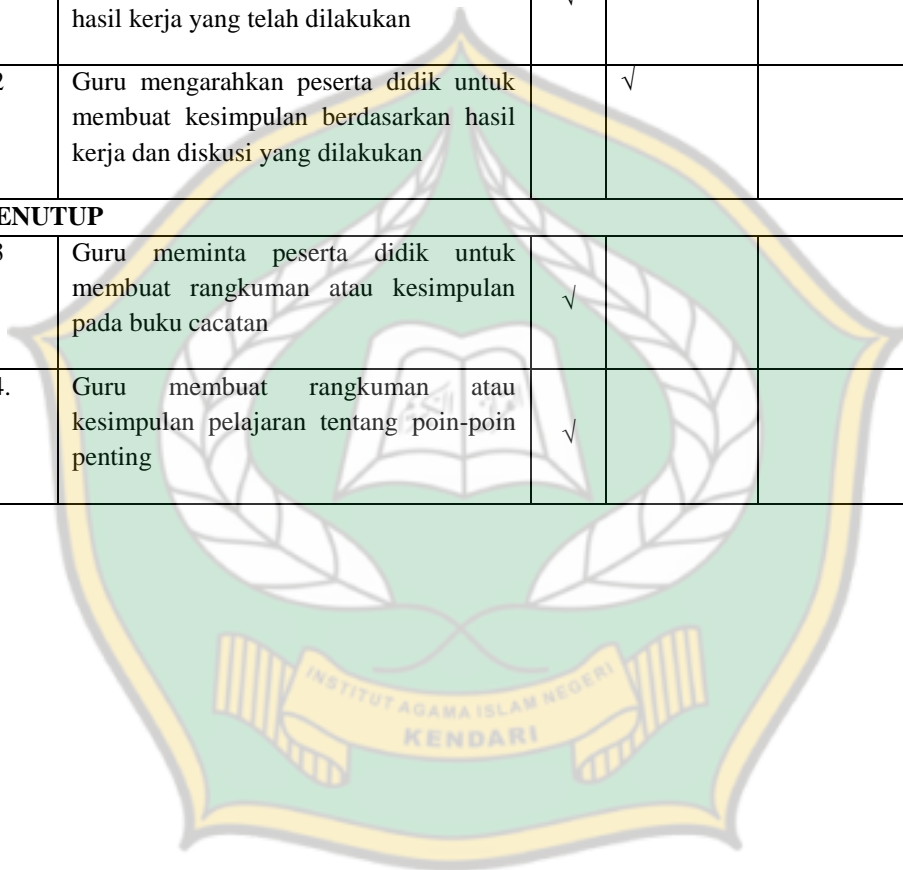 hasil kerja yang telah dilakukan √
2 Guru mengarahkan peserta didik untuk √
membuat kesimpulan berdasarkan hasil
kerja dan diskusi yang dilakukan
ENUTUP
3 Guru meminta peserta didik untuk
membuat rangkuman atau kesimpulan √
pada buku cacatan
4. Guru membuat rangkuman atau
kesimpulan pelajaran tentang poin-poin √
penting
INSTITUT AGAMA ISLAM NEGERI
KENDARI